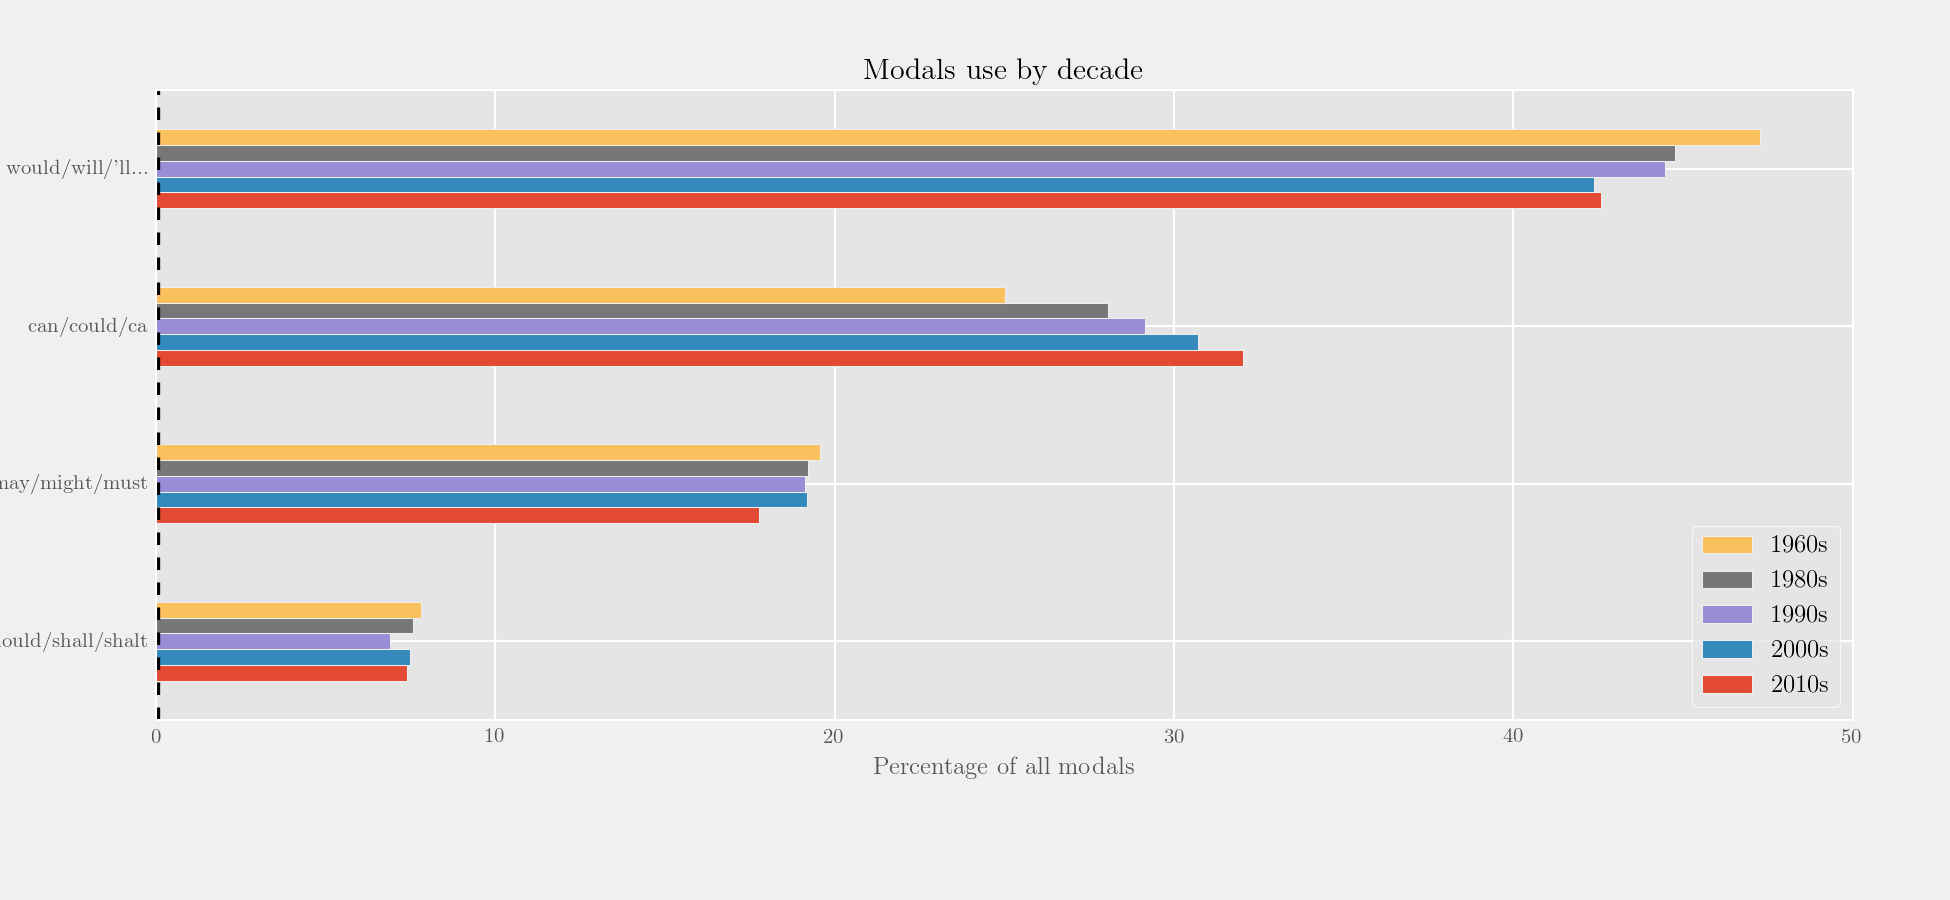 Modals use by decade
would/will/'ll...
can/could/ca
may/might/must
ould/shall/shalt
1960s
1980s
1990s
2000s
2010s
0 10 20 30 40 50
Percentage of all modals